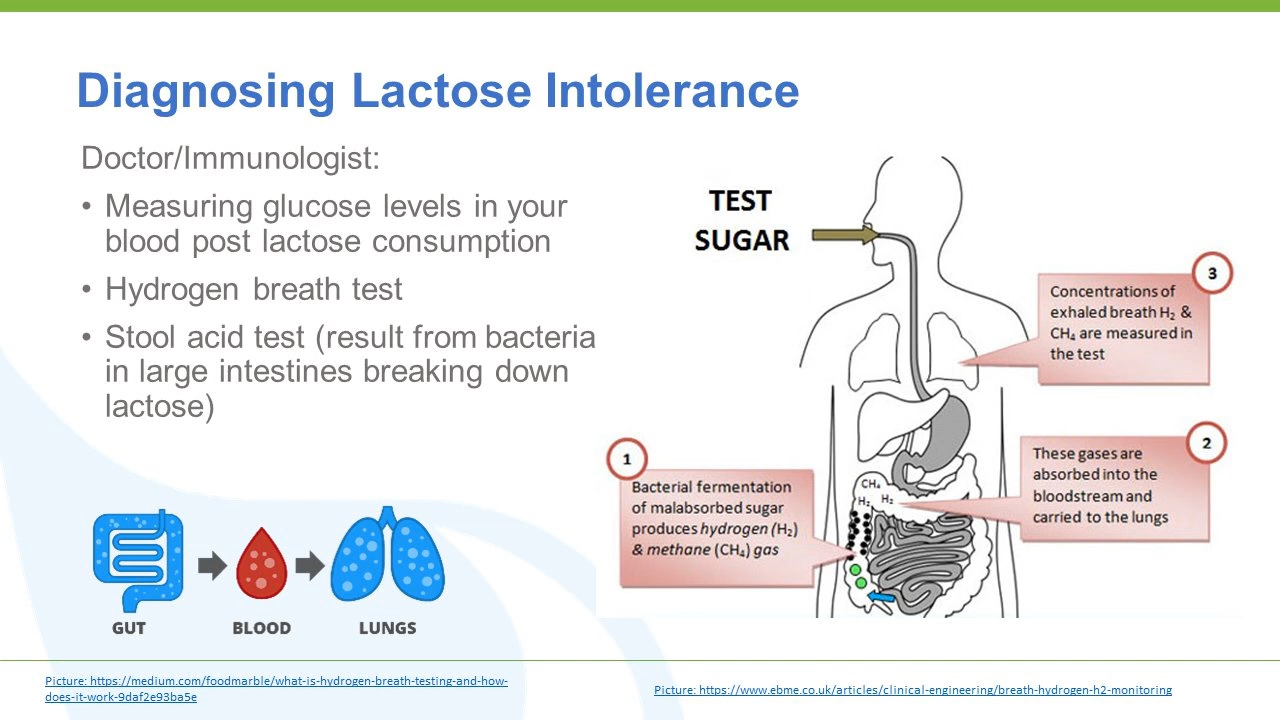 Diagnosing Lactose Intolerance
Doctor/Immunologist:
• Measuring glucose levels in your
blood post lactose consumption
• Hydrogen breath test
• Stool acid test (result from bacteria
in large intestines breaking down
lactose)
GUT
BLOOD
LUNGS
TEST
SUGAR
3
Concentrations of
exhaled breath H₂ &
CH₄ are measured in
the test
2
These gases are
absorbed into the
bloodstream and
carried to the lungs
1
Bacterial fermentation
of malabsorbed sugar
produces hydrogen (H₂)
& methane (CH₄) gas
CH₄
H₂ H₂
Picture: https://medium.com/foodmarble/what-is-hydrogen-breath-testing-and-how-
does-it-work-9daf2e93ba5e
Picture: https://www.ebme.co.uk/articles/clinical-engineering/breath-hydrogen-h2-monitoring